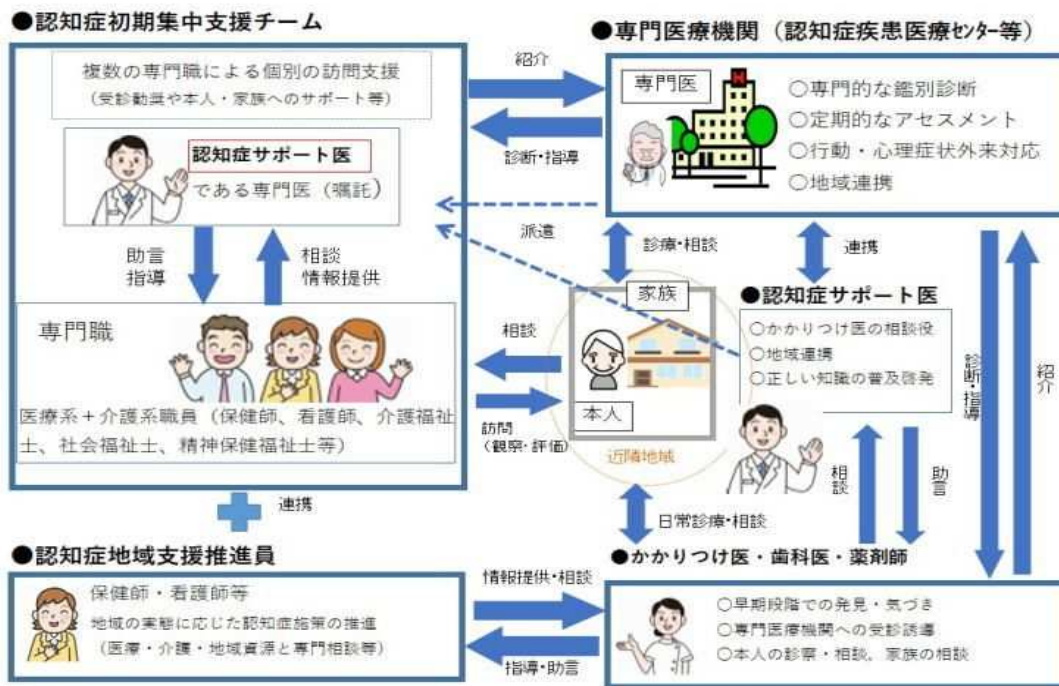 ●認知症初期集中支援チーム
複数の専門職による個別の訪問支援
(受診勧奨や本人・家族へのサポート等)
認知症サポート医
である専門医(嘱託)
助言
指導
相談
情報提供
専門職
医療系+介護系職員(保健師、看護師、介護福祉
士、社会福祉士、精神保健福祉士等)
連携
●認知症地域支援推進員
保健師・看護師等
地域の実態に応じた認知症施策の推進
(医療・介護・地域資源と専門相談等)
紹介
診断・指導
派遣
相談
訪問
(観察・評価)
情報提供・相談
指導・助言
●専門医療機関(認知症疾患医療センター等)
専門医
H
○専門的な鑑別診断
○定期的なアセスメント
○行動・心理症状外来対応
○地域連携
診療・相談
連携
家族
本人
近隣地域
日常診療・相談
●認知症サポート医
○かかりつけ医の相談役
○地域連携
○正しい知識の普及啓発
相談
助言
診断・指導
紹介
●かかりつけ医・歯科医・薬剤師
○早期段階での発見・気づき
○専門医療機関への受診誘導
○本人の診察・相談、家族の相談